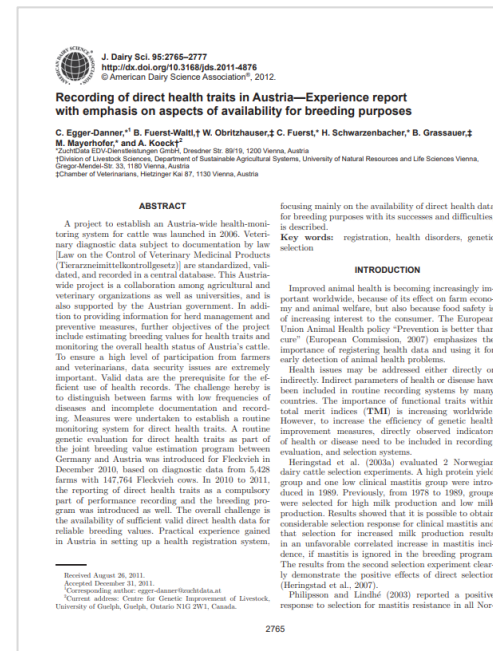 J. Dairy Sci. 95:2765–2777
http://dx.doi.org/10.3168/jds.2011-4876
© American Dairy Science Association®, 2012.
Recording of direct health traits in Austria—Experience report
with emphasis on aspects of availability for breeding purposes
C. Egger-Danner,*1 B. Fuerst-Waltl,† W. Obritzhauser,‡ C. Fuerst,* H. Schwarzenbacher,* B. Grassauer,‡
M. Mayerhofer,* and A. Koeck†2
*ZuchtData EDV-Dienstleistungen GmbH, Dresdner Str. 89/19, 1200 Vienna, Austria
†Division of Livestock Sciences, Department of Sustainable Agricultural Systems, University of Natural Resources and Life Sciences Vienna,
Gregor-Mendel-Str. 33, 1180 Vienna, Austria
‡Chamber of Veterinarians, Hietzinger Kai 87, 1130 Vienna, Austria
ABSTRACT
A project to establish an Austria-wide health-moni-
toring system for cattle was launched in 2006. Veteri-
nary diagnostic data subject to documentation by law
[Law on the Control of Veterinary Medicinal Products
(Tierarzneimittelkontrollgesetz)] are standardized, vali-
dated, and recorded in a central database. This Austria-
wide project is a collaboration among agricultural and
veterinary organizations as well as universities, and is
also supported by the Austrian government. In addi-
tion to providing information for herd management and
preventive measures, further objectives of the project
include estimating breeding values for health traits and
monitoring the overall health status of Austria's cattle.
To ensure a high level of participation from farmers
and veterinarians, data security issues are extremely
important. Valid data are the prerequisite for the ef-
ficient use of health records. The challenge hereby is
to distinguish between farms with low frequencies of
diseases and incomplete documentation and record-
ing. Measures were undertaken to establish a routine
monitoring system for direct health traits. A routine
genetic evaluation for direct health traits as part of
the joint breeding value estimation program between
Germany and Austria was introduced for Fleckvieh in
December 2010, based on diagnostic data from 5,428
farms with 147,764 Fleckvieh cows. In 2010 to 2011,
the reporting of direct health traits as a compulsory
part of performance recording and the breeding pro-
gram was introduced as well. The overall challenge is
the availability of sufficient valid direct health data for
reliable breeding values. Practical experience gained
in Austria in setting up a health registration system,
Received August 26, 2011.
Accepted December 31, 2011.
1Corresponding author: egger-danner@zuchtdata.at
2Current address: Centre for Genetic Improvement of Livestock,
University of Guelph, Guelph, Ontario N1G 2W1, Canada.
focusing mainly on the availability of direct health data
for breeding purposes with its successes and difficulties
is described.
Key words: registration, health disorders, genetic
selection
INTRODUCTION
Improved animal health is becoming increasingly im-
portant worldwide, because of its effect on farm econo-
my and animal welfare, but also because food safety is
of increasing interest to the consumer. The European
Union Animal Health policy "Prevention is better than
cure" (European Commission, 2007) emphasizes the
importance of registering health data and using it for
early detection of animal health problems.
Health issues may be addressed either directly or
indirectly. Indirect parameters of health or disease have
been included in routine recording systems by many
countries. The importance of functional traits within
total merit indices (TMI) is increasing worldwide.
However, to increase the efficiency of genetic health
improvement measures, directly observed indicators
of health or disease need to be included in recording,
evaluation, and selection systems.
Heringstad et al. (2003a) evaluated 2 Norwegian
dairy cattle selection experiments. A high protein yield
group and one low clinical mastitis group were intro-
duced in 1989. Previously, from 1978 to 1989, groups
were selected for high milk production and low milk
production. Results showed that it is possible to obtain
considerable selection response for clinical mastitis and
that selection for increased milk production results
in an unfavorable correlated increase in mastitis inci-
dence, if mastitis is ignored in the breeding program.
The results from the second selection experiment clear-
ly demonstrate the positive effects of direct selection
(Heringstad et al., 2007).
Philipsson and Lindhé (2003) reported a positive
response to selection for mastitis resistance in all Nor-
2765